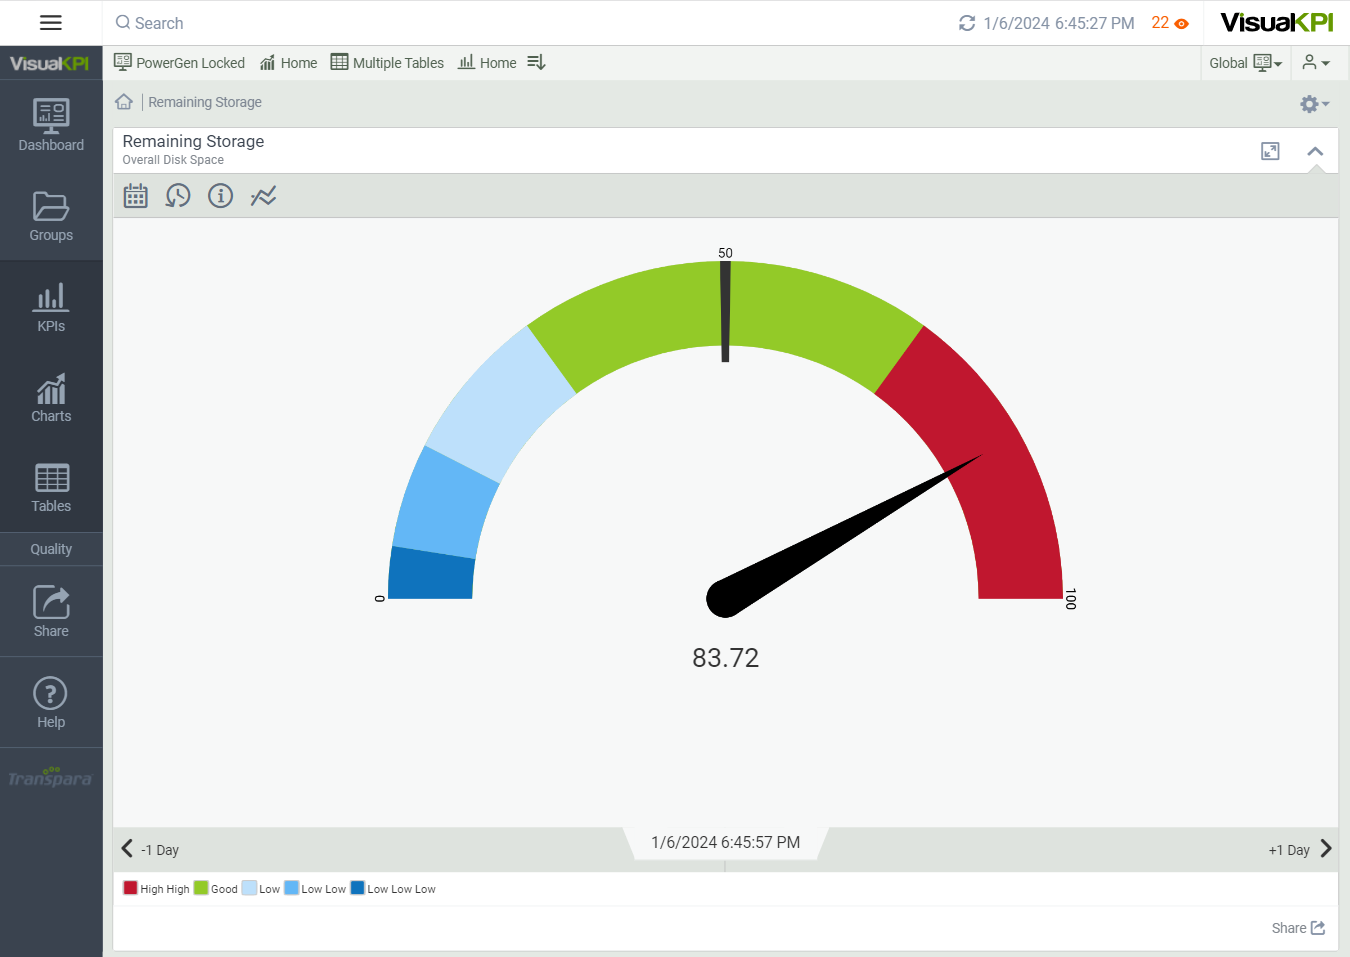 Search
1/6/2024 6:45:27 PM
22
VisuaKPI
VisuaKPI
PowerGen Locked
Home
Multiple Tables
Home
Global
Remaining Storage
Dashboard
Groups
KPIs
Charts
Tables
Quality
Share
Help
Transpara
Remaining Storage
Overall Disk Space
50
0
100
83.72
-1 Day
1/6/2024 6:45:57 PM
+1 Day
High High Good Low Low Low Low Low Low
Share